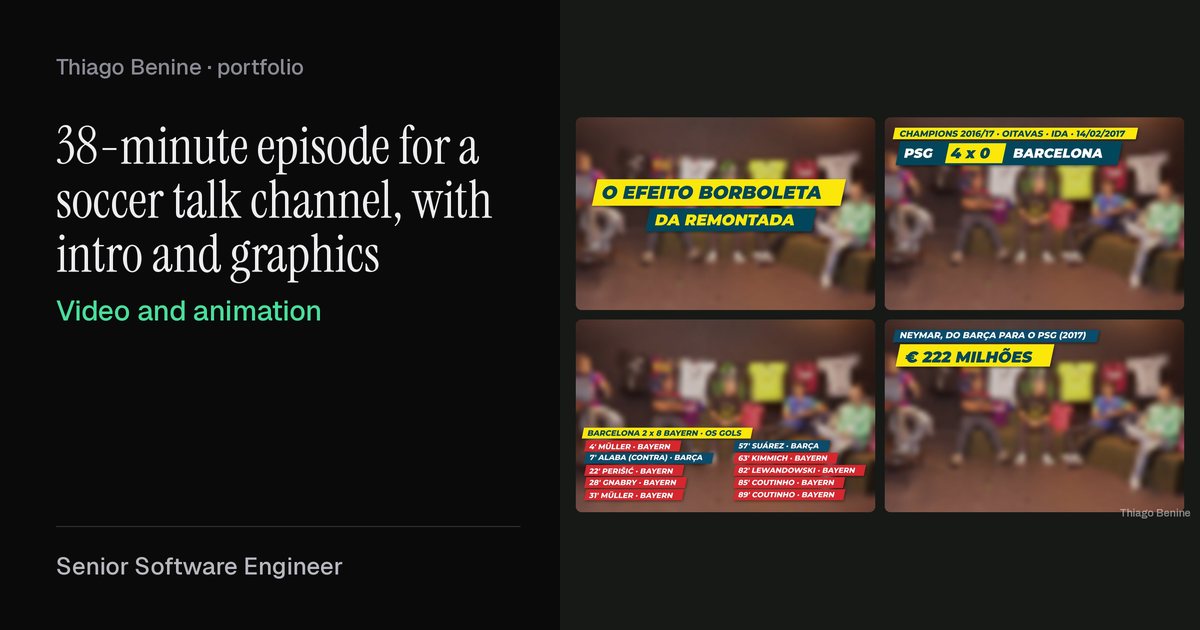 Thiago Benine · portfolio
38-minute episode for a
soccer talk channel, with
intro and graphics
Video and animation
Senior Software Engineer
O EFEITO BORBOLETA
DA REMONTADA
CHAMPIONS 2016/17 · OITAVAS · IDA · 14/02/2017
PSG 4 x 0 BARCELONA
BARCELONA 2 x 8 BAYERN · OS GOLS
4' MÜLLER · BAYERN
7' ALABA (CONTRA) · BARÇA
22' PERIŠIĆ · BAYERN
28' GNABRY · BAYERN
31' MÜLLER · BAYERN
57' SUÁREZ · BARÇA
63' KIMMICH · BAYERN
82' LEWANDOWSKI · BAYERN
85' COUTINHO · BAYERN
89' COUTINHO · BAYERN
NEYMAR, DO BARÇA PARA O PSG (2017)
€ 222 MILHÕES
Thiago Benine